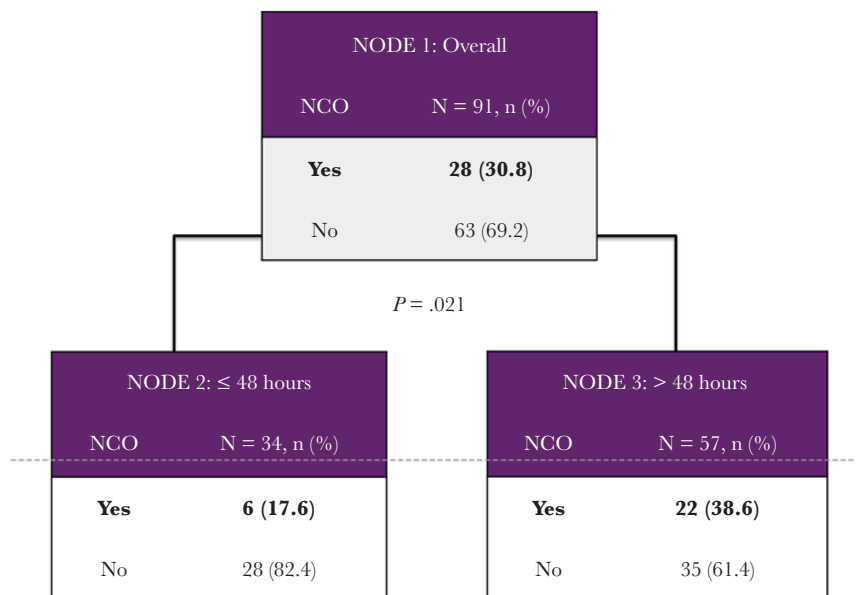 NODE 1: Overall
NCO N = 91, n (%)
Yes 28 (30.8)
No 63 (69.2)
P = .021
NODE 2: ≤ 48 hours
NCO N = 34, n (%)
Yes 6 (17.6)
No 28 (82.4)
NODE 3: > 48 hours
NCO N = 57, n (%)
Yes 22 (38.6)
No 35 (61.4)